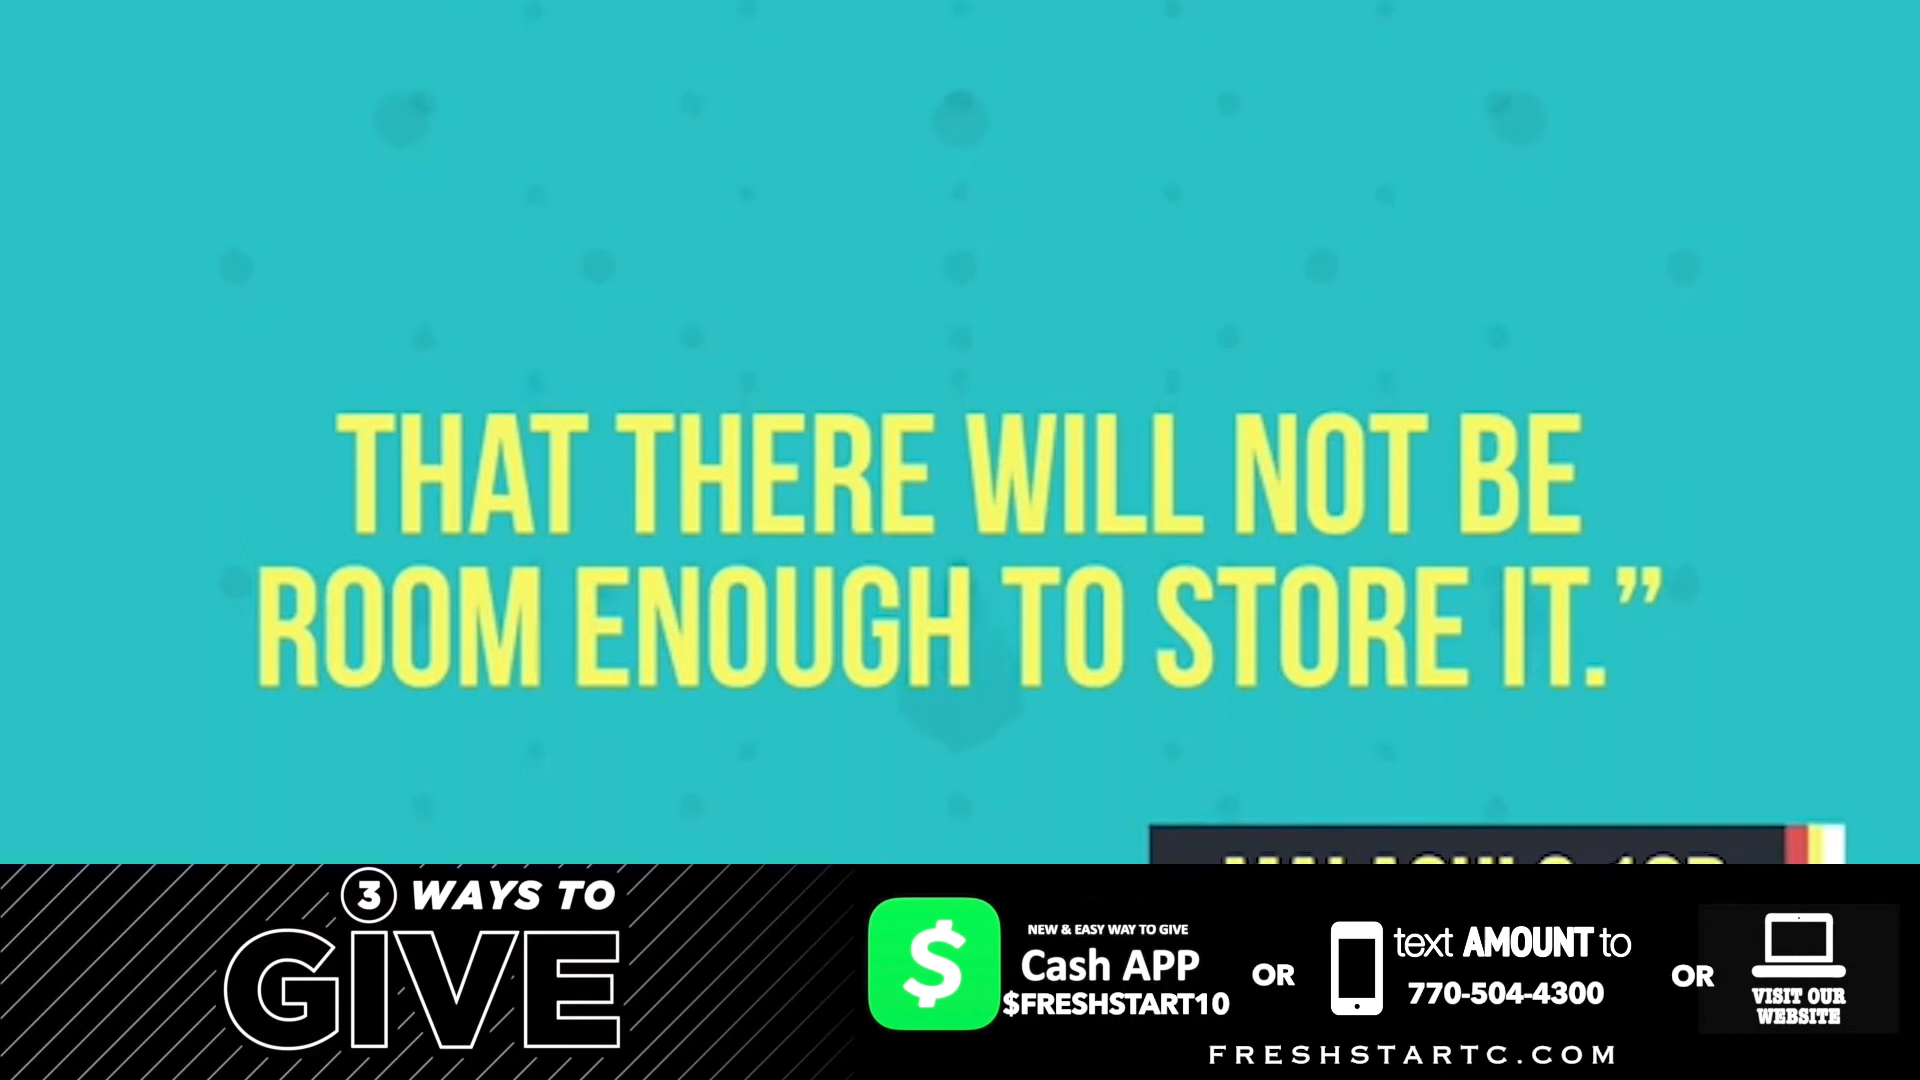 THAT THERE WILL NOT BE
ROOM ENOUGH TO STORE IT.”
3 WAYS TO
GIVE
$
NEW & EASY WAY TO GIVE
Cash APP
$FRESHSTART10
OR
text AMOUNT to
770-504-4300
OR
VISIT OUR
WEBSITE
FRESHSTARTC.COM